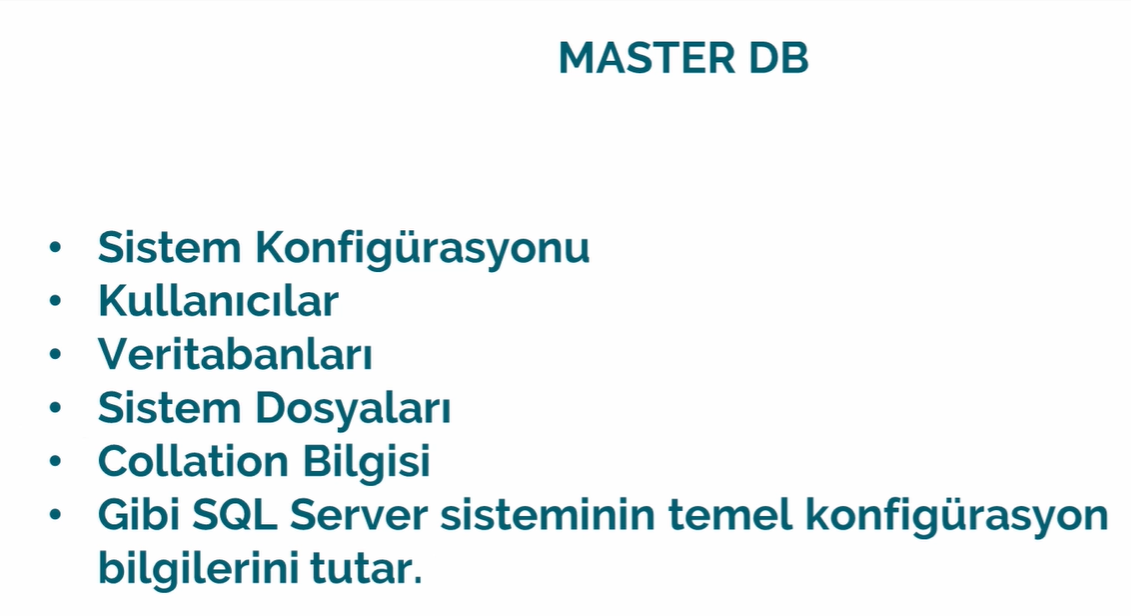 MASTER DB
• Sistem Konfigürasyonu
• Kullanıcılar
• Veritabanları
• Sistem Dosyaları
• Collation Bilgisi
• Gibi SQL Server sisteminin temel konfigürasyon
bilgilerini tutar.